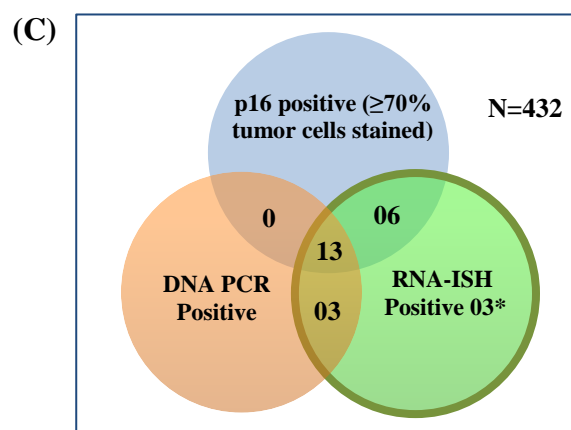 (C)
p16 positive (≥70%
tumor cells stained)
N=432
0
06
13
DNA PCR
Positive
03
RNA-ISH
Positive 03*